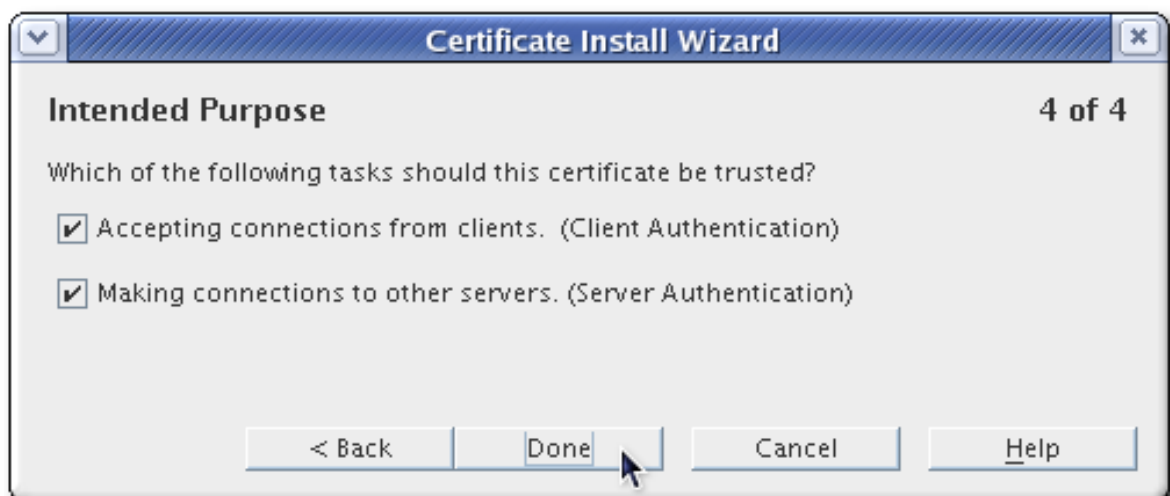 Certificate Install Wizard
Intended Purpose 4 of 4
Which of the following tasks should this certificate be trusted?
Accepting connections from clients. (Client Authentication)
Making connections to other servers. (Server Authentication)
< Back Done Cancel Help